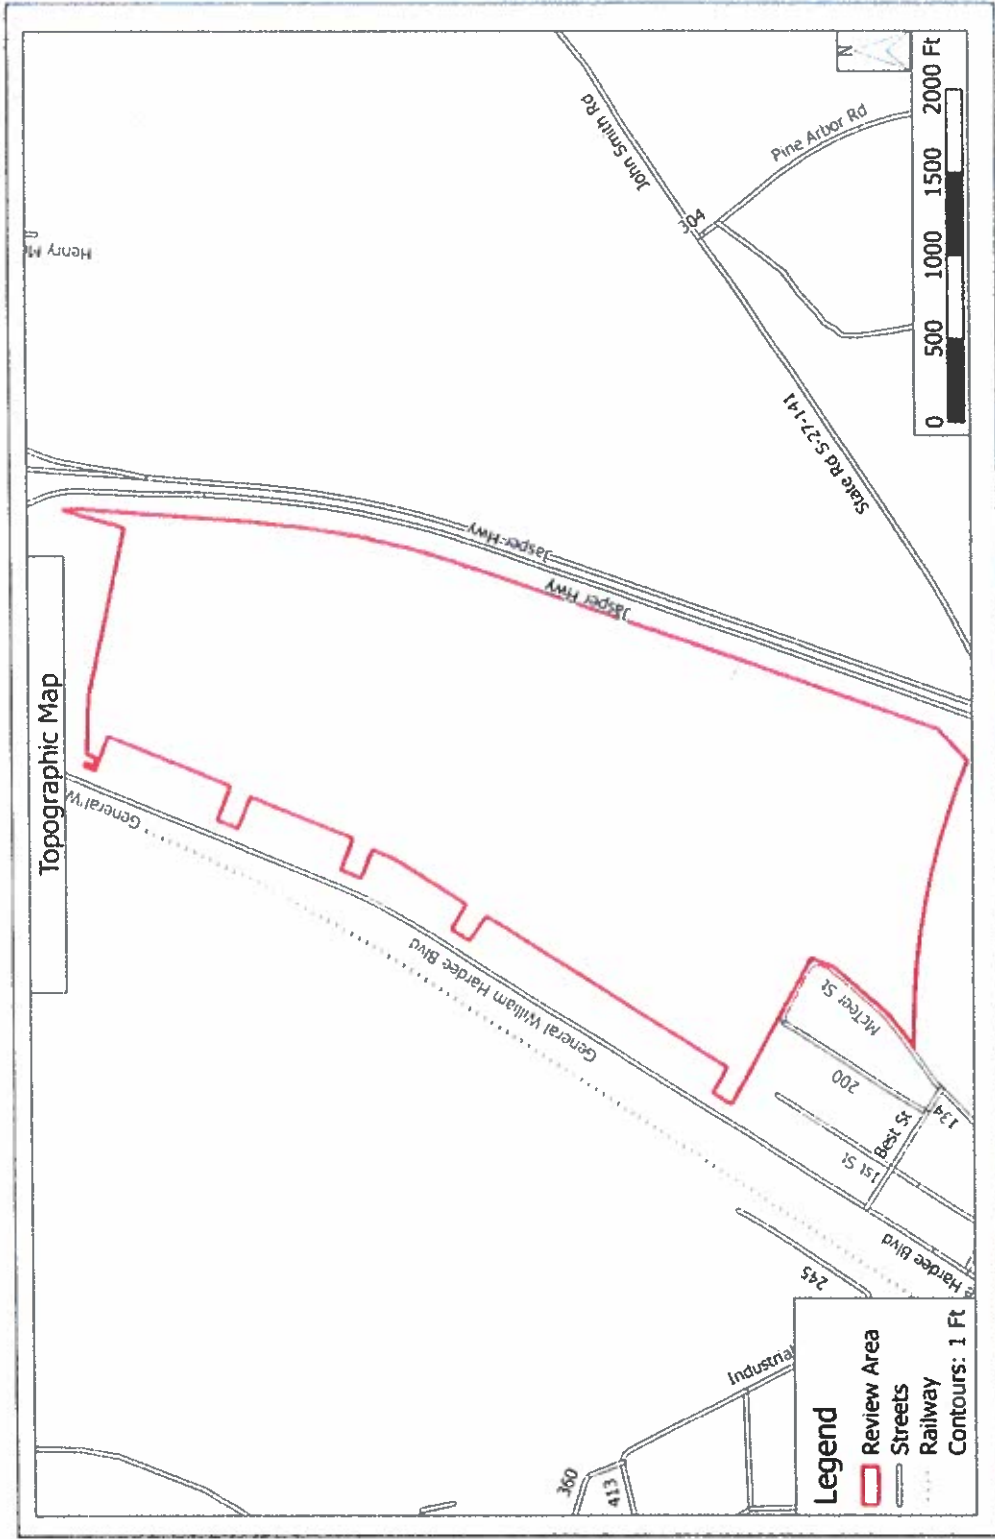 Topographic Map
Henry M
John Smith Rd
Pine Arbor Rd
304
State Rd S-27-141
Jasper Hwy
Jasper Hwy
General W
General William Hardee Blvd
McTeer St
200
Best St
134
1st St
Hardee Blvd
245
Industrial
360
413
N
0 500 1000 1500 2000 Ft
Legend
Review Area
Streets
Railway
Contours: 1 Ft